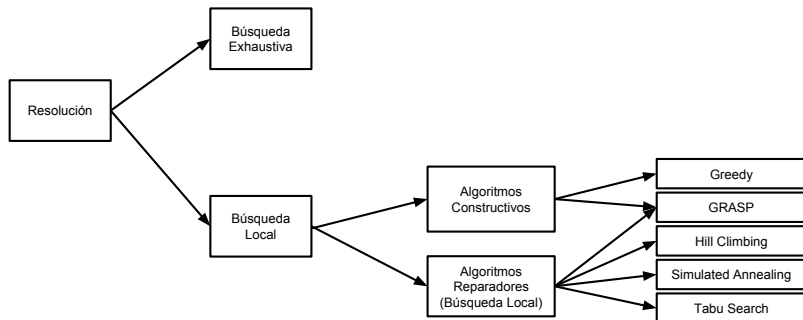 Búsqueda
Exhaustiva
Resolución
Búsqueda
Local
Algoritmos
Constructivos
Algoritmos
Reparadores
(Búsqueda Local)
Greedy
GRASP
Hill Climbing
Simulated Annealing
Tabu Search